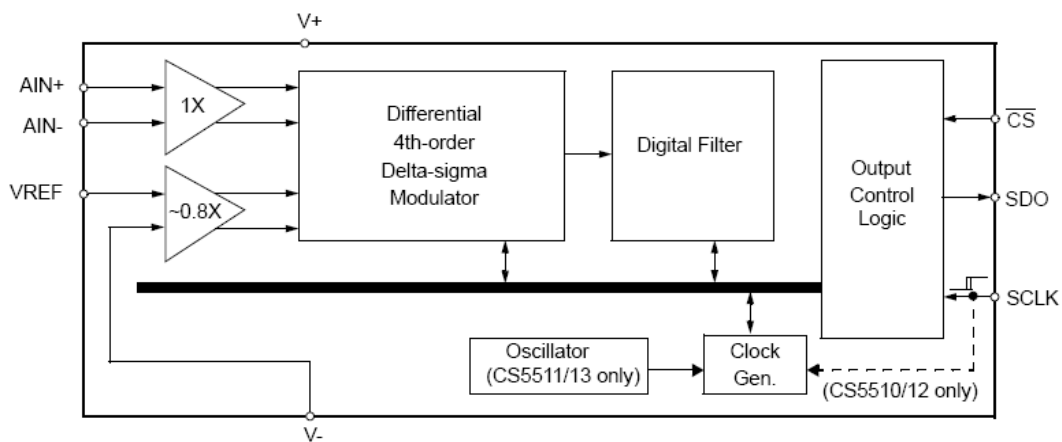 V+
AIN+
AIN-
VREF
1X
~0.8X
Differential
4th-order
Delta-sigma
Modulator
Digital Filter
Output
Control
Logic
CS
SDO
SCLK
Oscillator
(CS5511/13 only)
Clock
Gen.
(CS5510/12 only)
V-